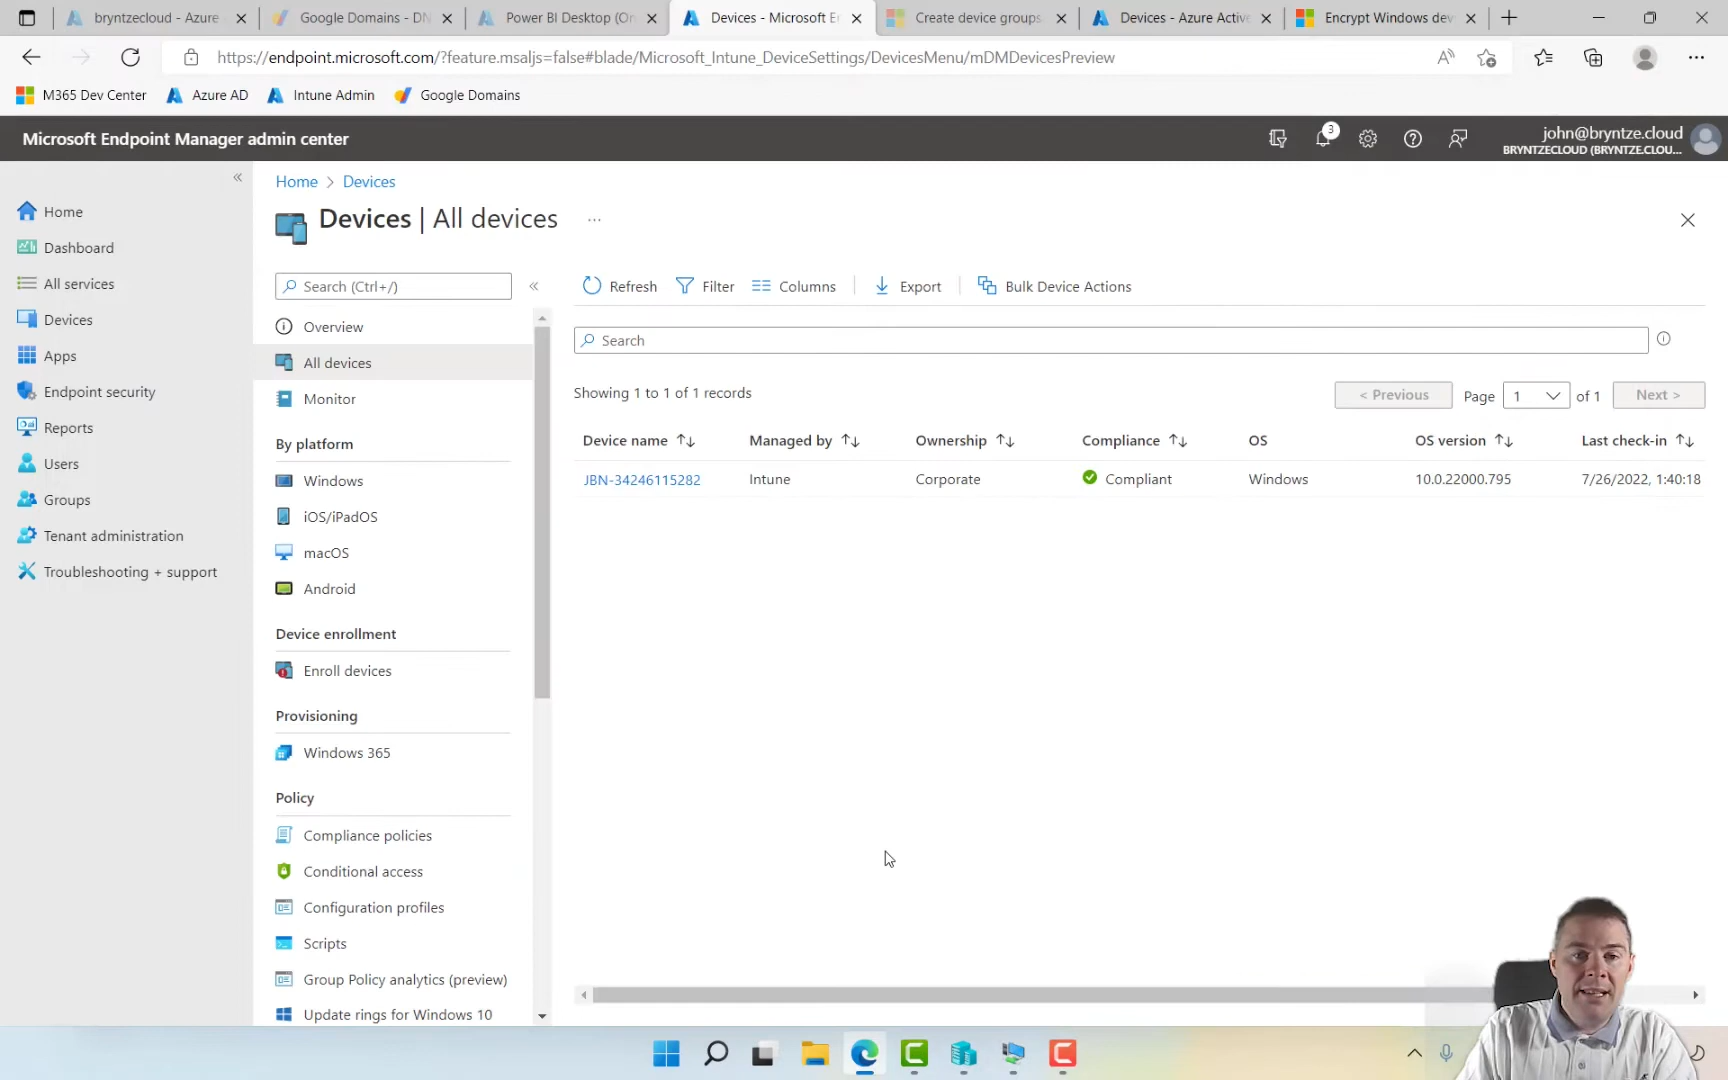 bryntzecloud - Azure
Google Domains - DN
Power BI Desktop (On
Devices - Microsoft E
Create device groups
Devices - Azure Activ
Encrypt Windows dev
https://endpoint.microsoft.com/?feature.msaljs=false#blade/Microsoft_Intune_DeviceSettings/DevicesMenu/mDMDevicesPreview
M365 Dev Center
Azure AD
Intune Admin
Google Domains
Microsoft Endpoint Manager admin center
3
john@bryntze.cloud
BRYNTZECLOUD (BRYNTZE.CLOU...
Home
Dashboard
All services
Devices
Apps
Endpoint security
Reports
Users
Groups
Tenant administration
Troubleshooting + support
Home > Devices
Devices | All devices ...
Search (Ctrl+/)
Overview
All devices
Monitor
By platform
Windows
iOS/iPadOS
macOS
Android
Device enrollment
Enroll devices
Provisioning
Windows 365
Policy
Compliance policies
Conditional access
Configuration profiles
Scripts
Group Policy analytics (preview)
Update rings for Windows 10
Refresh Filter Columns Export Bulk Device Actions
Search
Showing 1 to 1 of 1 records
< Previous Page 1 of 1 Next >
Device name Managed by Ownership Compliance OS OS version Last check-in
JBN-34246115282 Intune Corporate Compliant Windows 10.0.22000.795 7/26/2022, 1:40:18